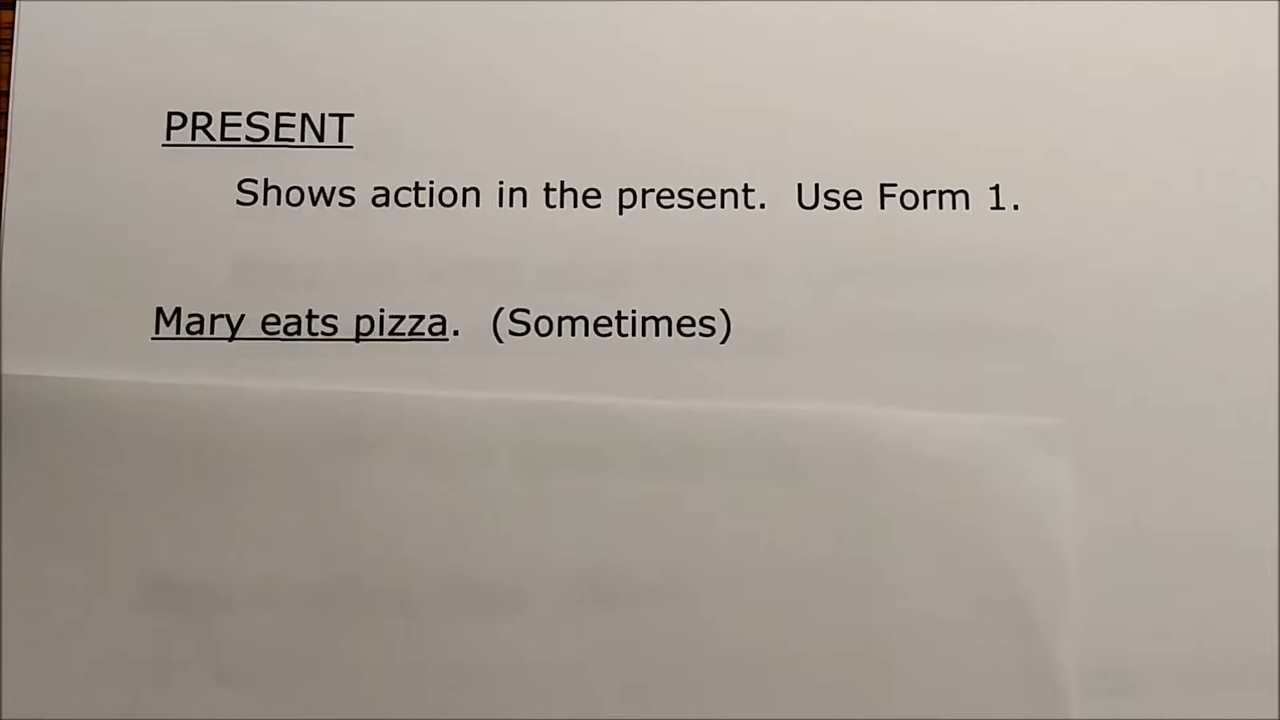 PRESENT
Shows action in the present. Use Form 1.
Mary eats pizza. (Sometimes)